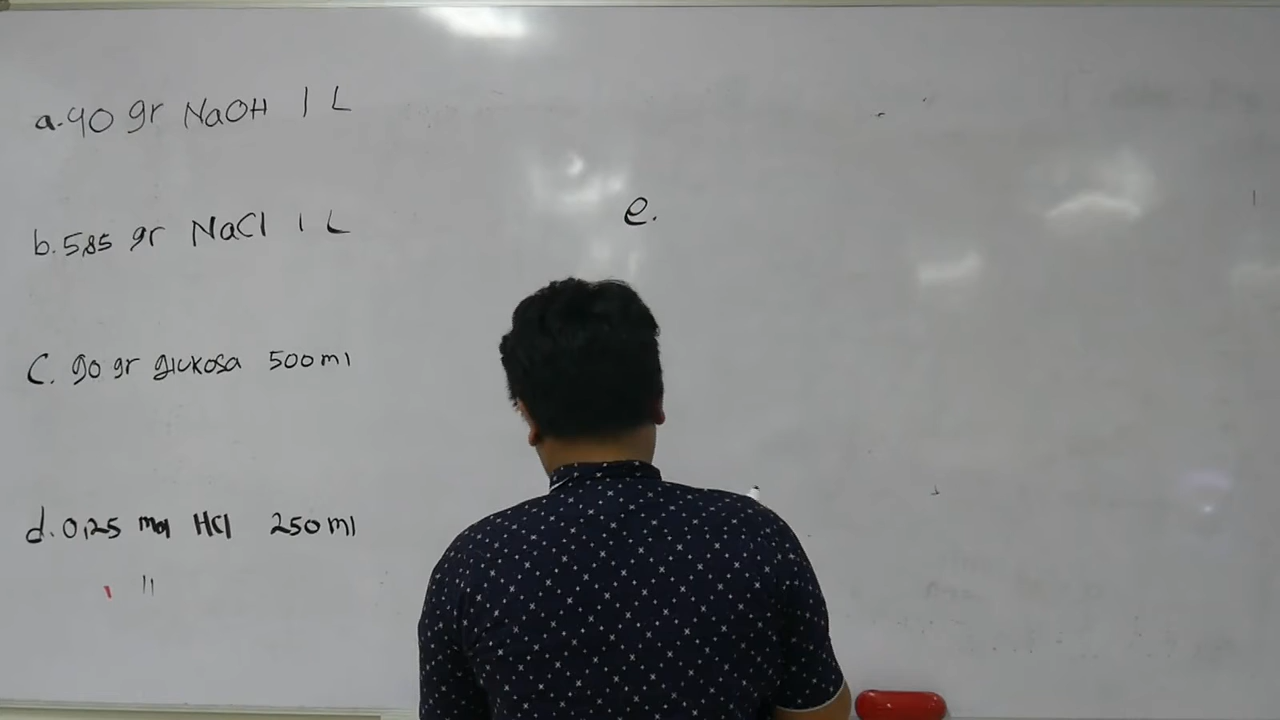 a. 40 gr NaOH 1 L
b. 5,85 gr NaCl 1 L
C. 90 gr glukosa 500 ml
d. 0,25 mol HCl 250 ml
"
e.